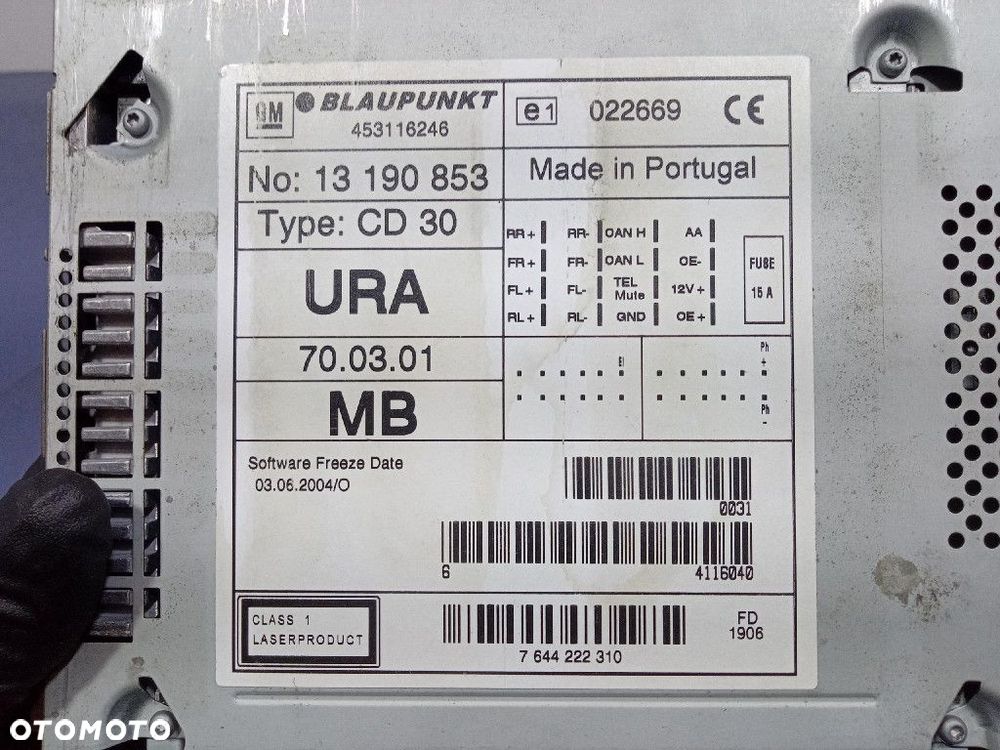 GM BLAUPUNKT
453116246
e1 022669 CE
No: 13 190 853
Made in Portugal
Type: CD 30
URA
70.03.01
MB
RR+ RR- CAN H AA
FR+ FR- CAN L OE-
FL+ FL- TEL Mute 12V+
RL+ RL- GND OE+
FUSE
15 A
El
Ph
+
Ph
-
Software Freeze Date
03.06.2004/O
0031
6 4116040
CLASS 1
LASERPRODUCT
7 644 222 310
FD
1906
OTOMOTO